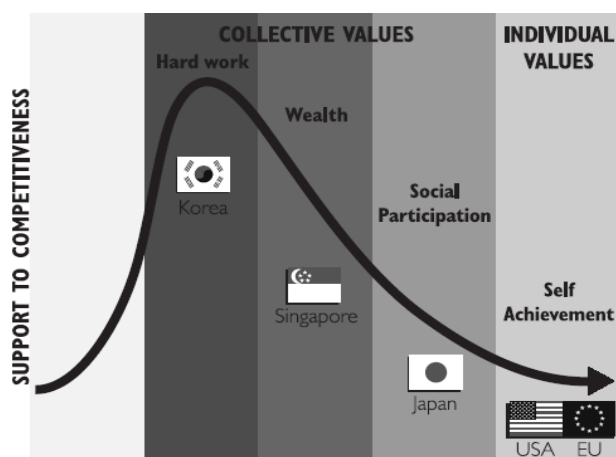 COLLECTIVE VALUES
INDIVIDUAL
VALUES
Hard work
Wealth
Social
Participation
Self
Achievement
SUPPORT TO COMPETITIVENESS
Korea
Singapore
Japan
USA
EU